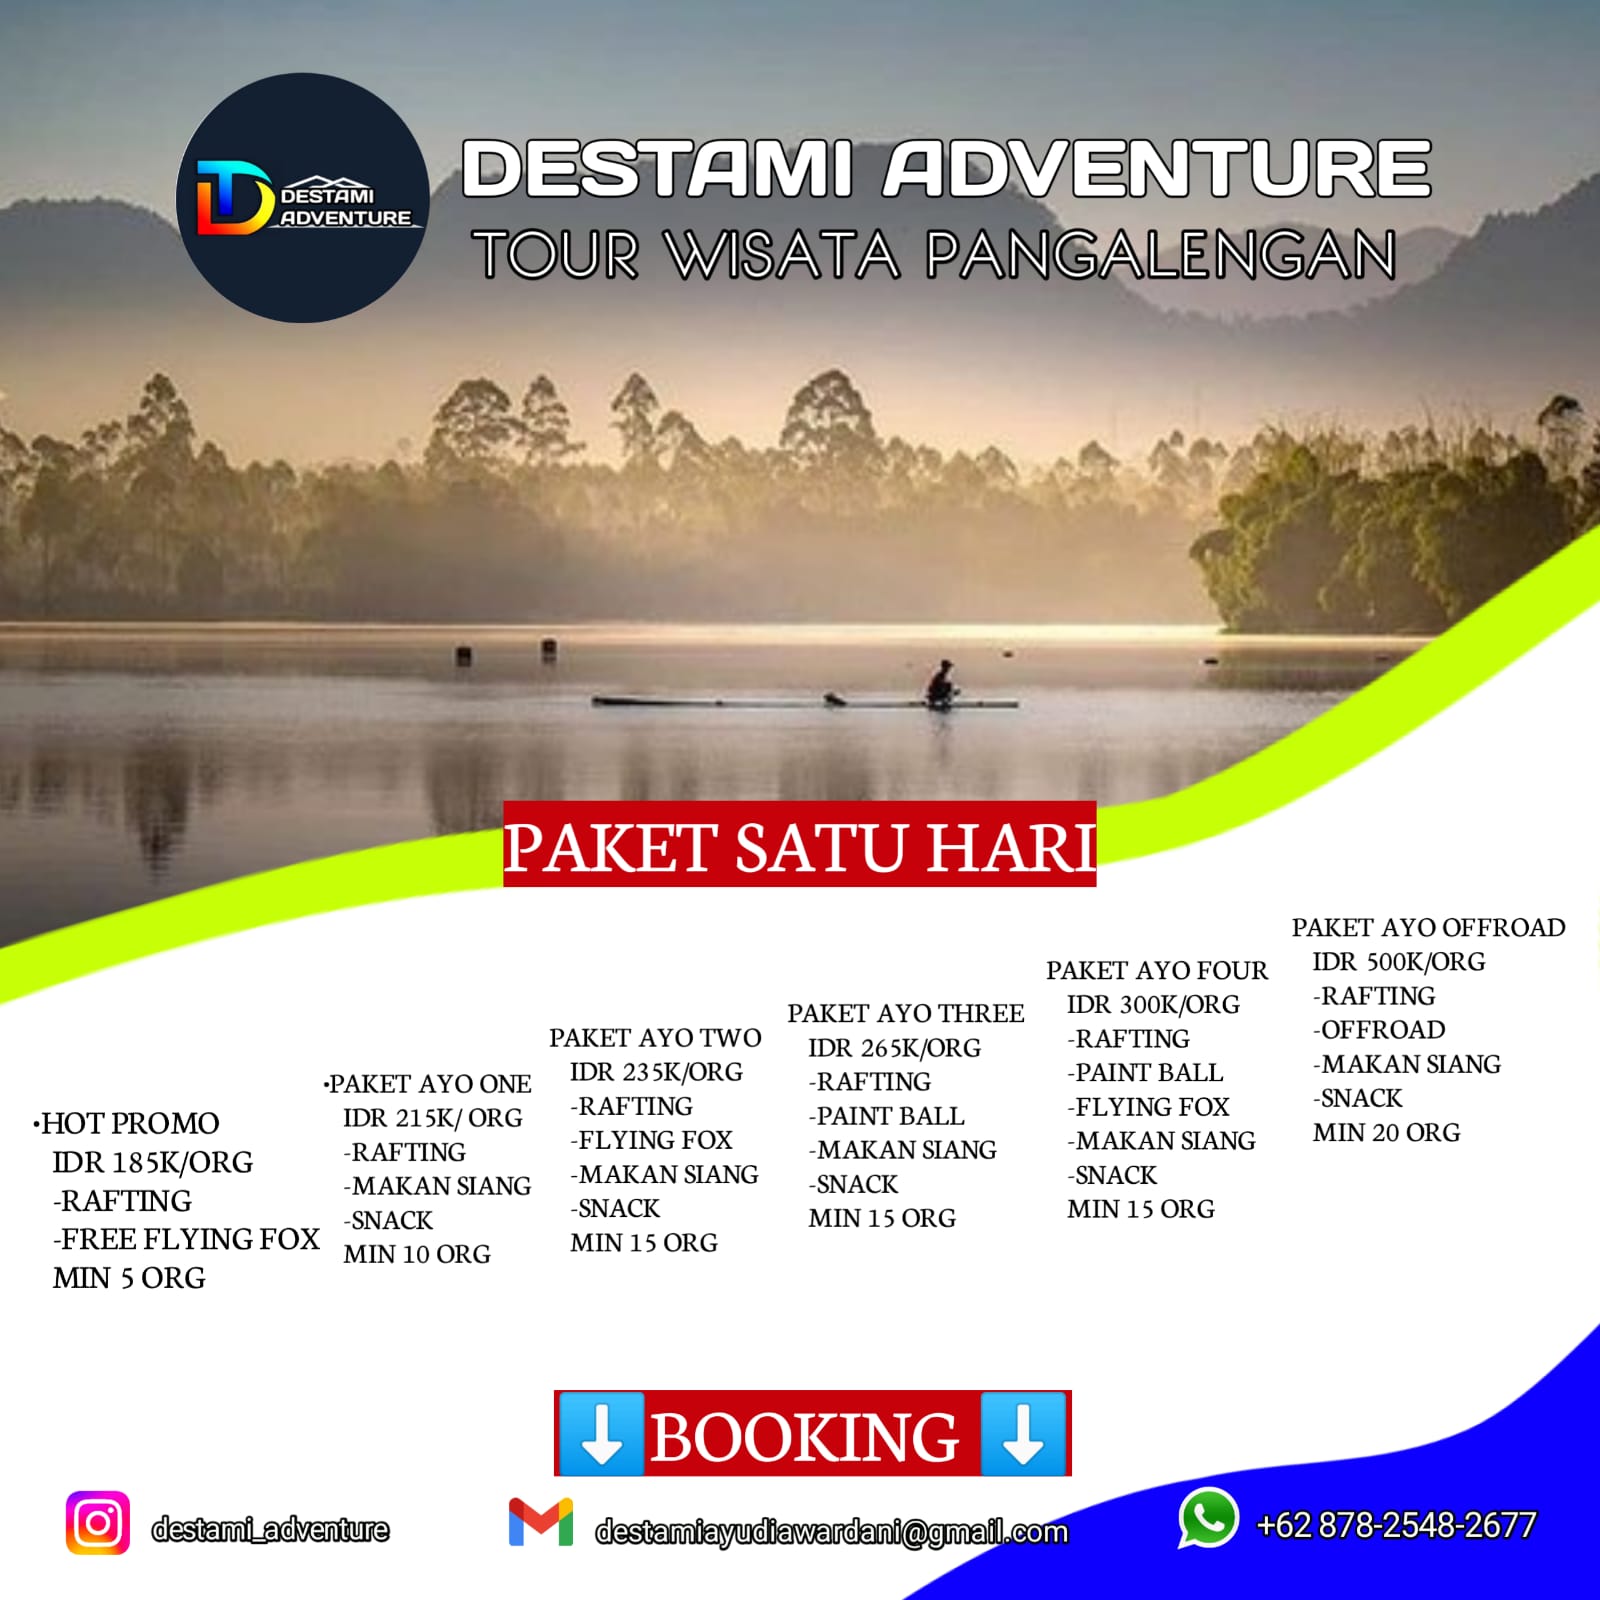 DESTAMI
ADVENTURE
DESTAMI ADVENTURE
TOUR WISATA PANGALENGAN
PAKET SATU HARI
•HOT PROMO
IDR 185K/ORG
-RAFTING
-FREE FLYING FOX
MIN 5 ORG
•PAKET AYO ONE
IDR 215K/ ORG
-RAFTING
-MAKAN SIANG
-SNACK
MIN 10 ORG
PAKET AYO TWO
IDR 235K/ORG
-RAFTING
-FLYING FOX
-MAKAN SIANG
-SNACK
MIN 15 ORG
PAKET AYO THREE
IDR 265K/ORG
-RAFTING
-PAINT BALL
-MAKAN SIANG
-SNACK
MIN 15 ORG
PAKET AYO FOUR
IDR 300K/ORG
-RAFTING
-PAINT BALL
-FLYING FOX
-MAKAN SIANG
-SNACK
MIN 15 ORG
PAKET AYO OFFROAD
IDR 500K/ORG
-RAFTING
-OFFROAD
-MAKAN SIANG
-SNACK
MIN 20 ORG
⬇BOOKING⬇
destami_adventure
destamiayudiawardani@gmail.com
+62 878-2548-2677